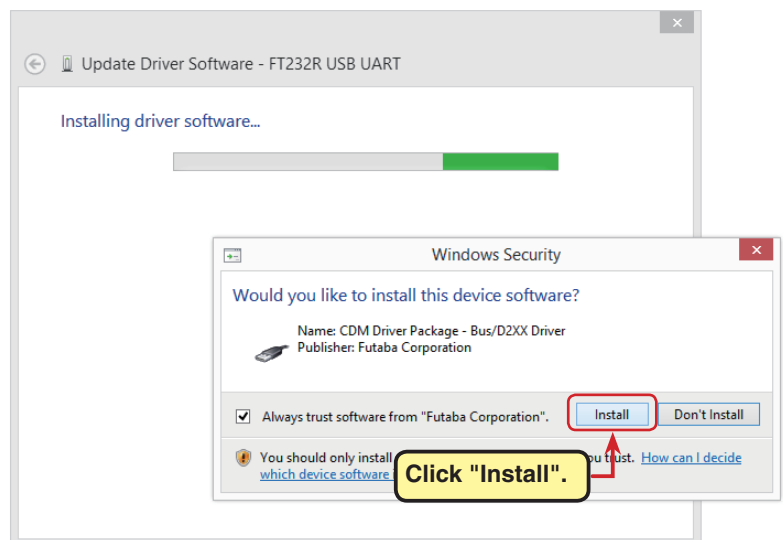 Update Driver Software - FT232R USB UART
Installing driver software...
Windows Security
Would you like to install this device software?
Name: CDM Driver Package - Bus/D2XX Driver
Publisher: Futaba Corporation
Always trust software from "Futaba Corporation".
Install
Don't Install
You should only install
trust. How can I decide
which device software
Click "Install".